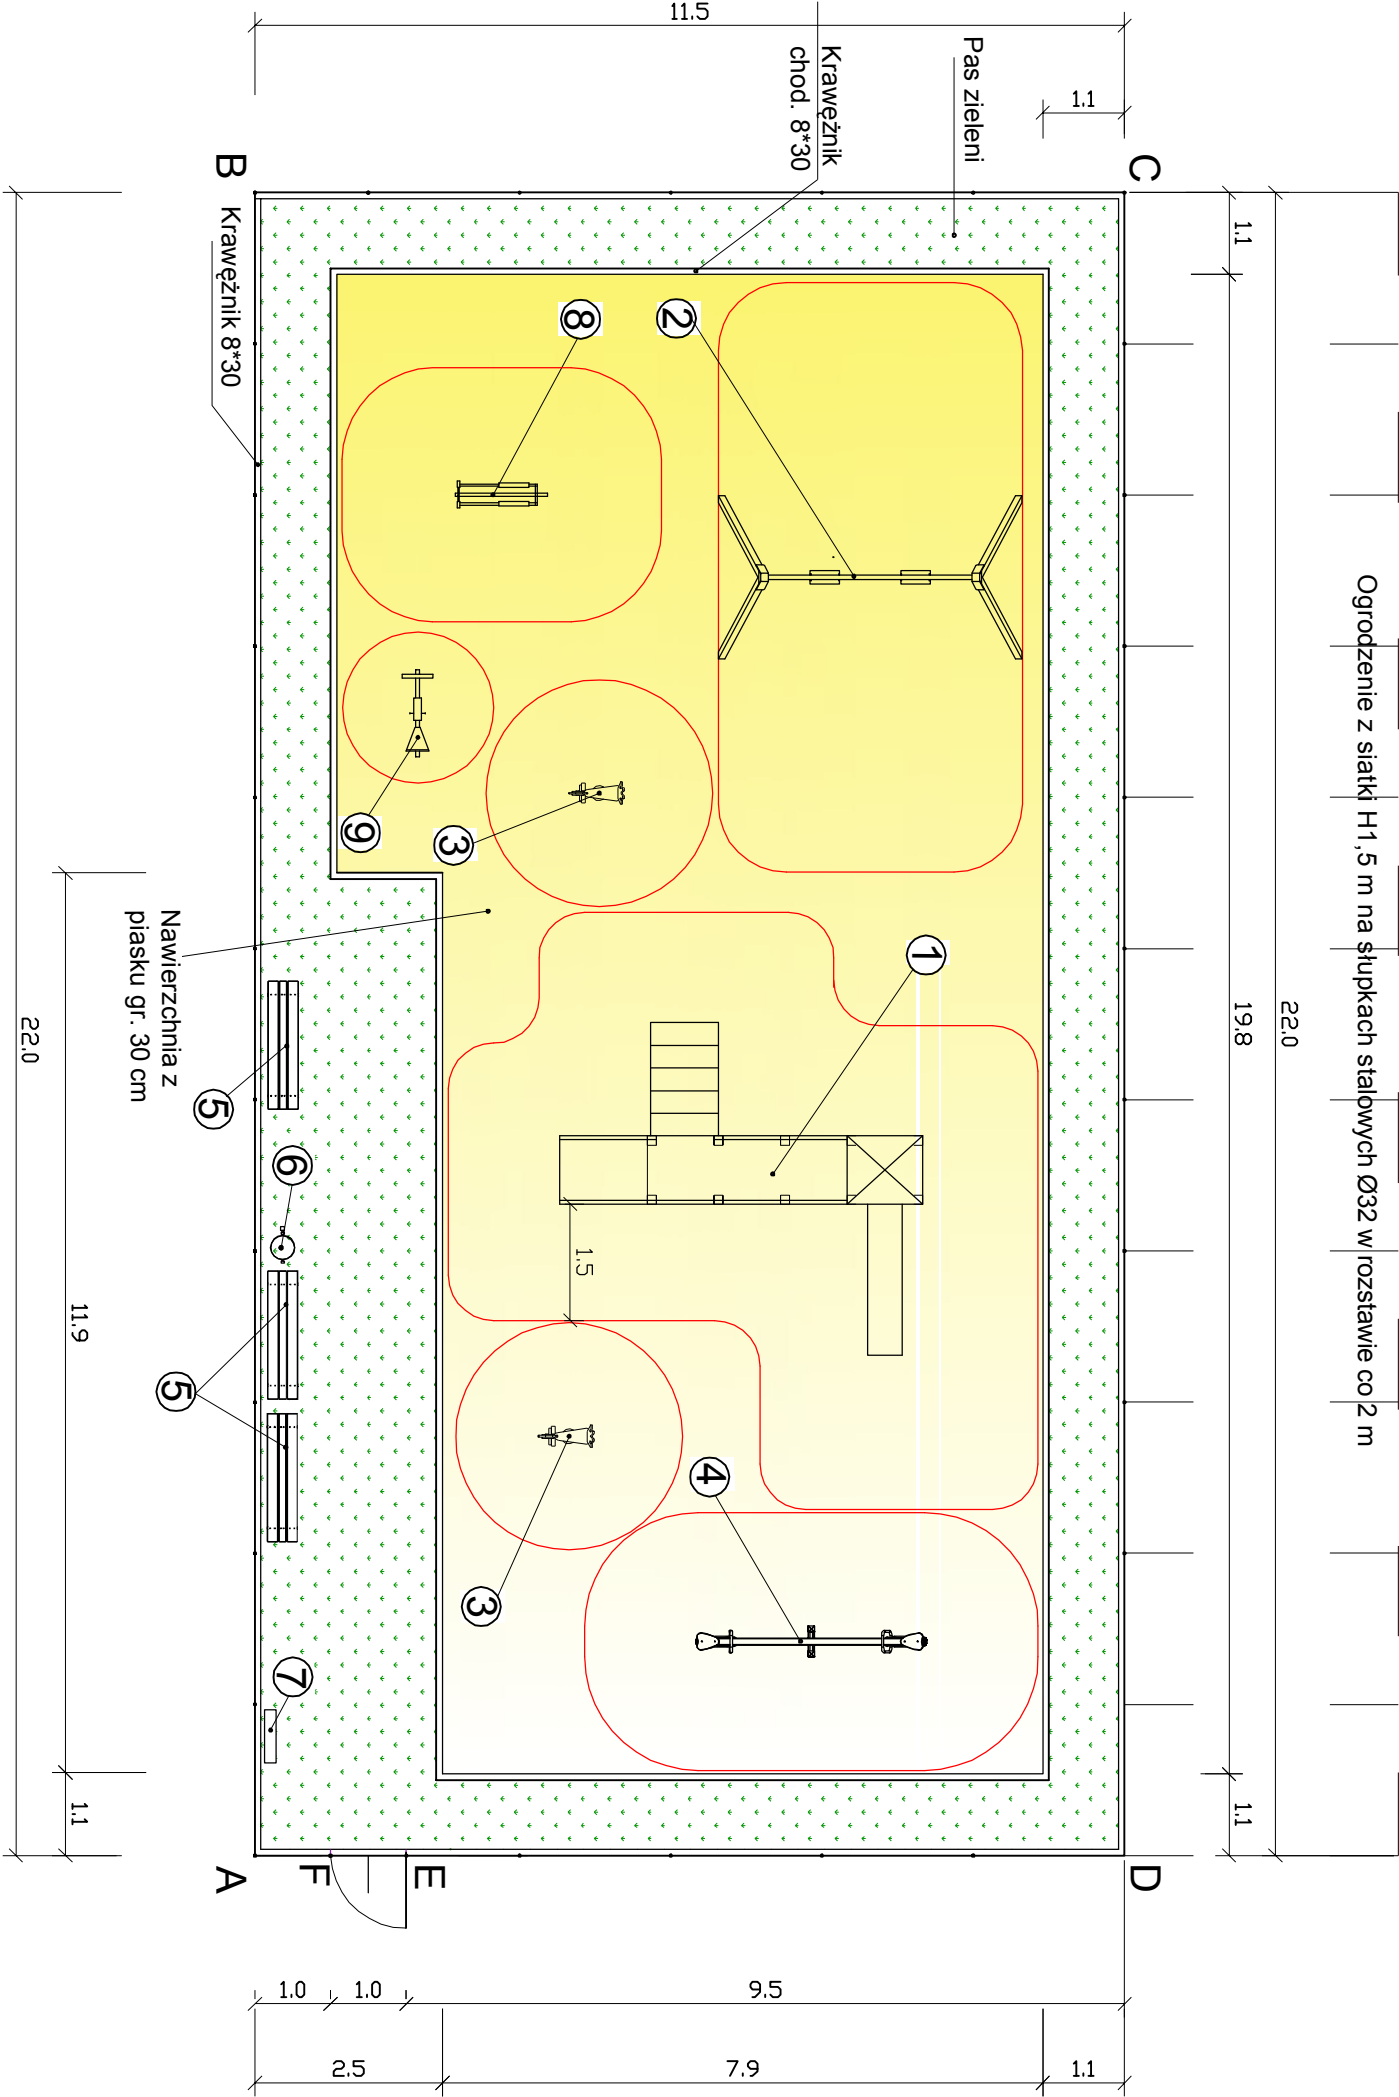 11.5
1.1
Pas zieleni
Krawężnik
chod. 8*30
B
C
Krawężnik 8*30
1.1
19.8
1.1
22.0
Ogrodzenie z siatki H1,5 m na słupkach stalowych Ø32 w rozstawie co 2 m
8
2
9
3
1
Nawierzchnia z
piasku gr. 30 cm
5
6
1.5
5
4
3
7
22.0
11.9
1.1
A
F
E
D
1.0
1.0
9.5
2.5
7.9
1.1